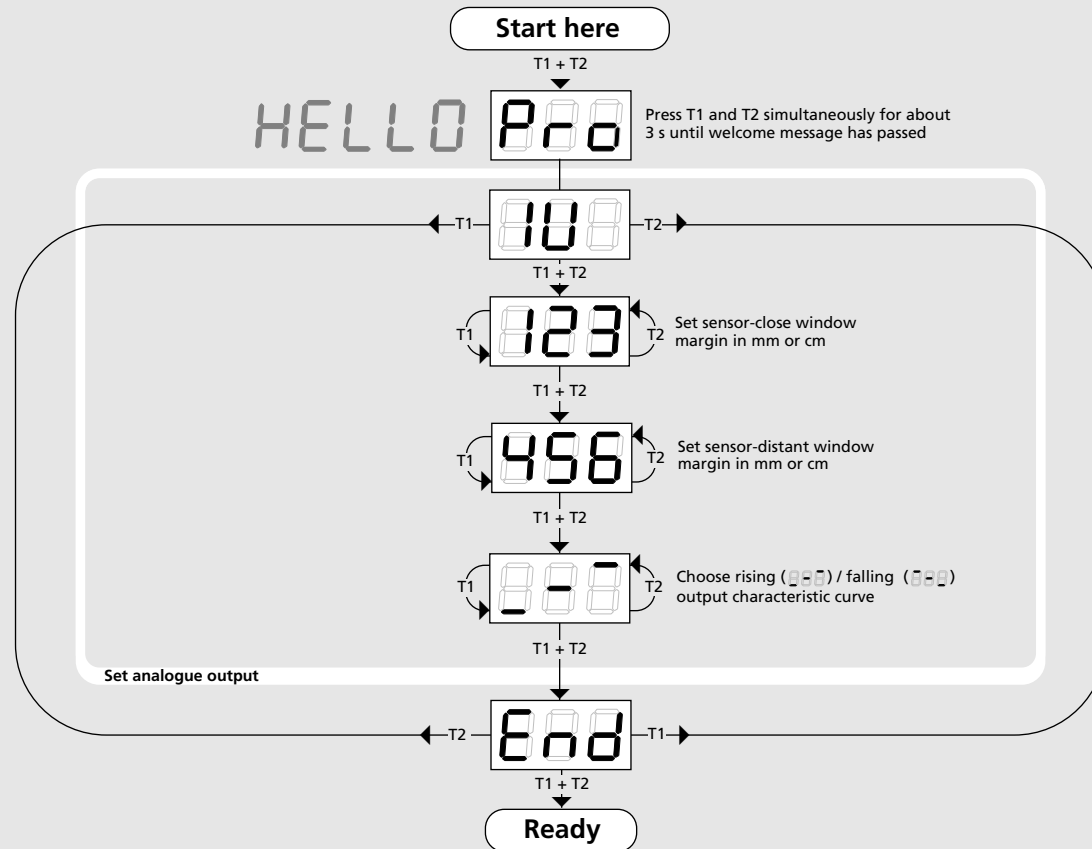 Start here
T1 + T2
HELLO
Pro
Press T1 and T2 simultaneously for about
3 s until welcome message has passed
T1
IU
T2
T1 + T2
T1
123
T2
Set sensor-close window
margin in mm or cm
T1 + T2
T1
456
T2
Set sensor-distant window
margin in mm or cm
T1 + T2
T1
_-¯
T2
Choose rising (_-¯) / falling (¯-_)
output characteristic curve
T1 + T2
Set analogue output
T2
End
T1
T1 + T2
Ready